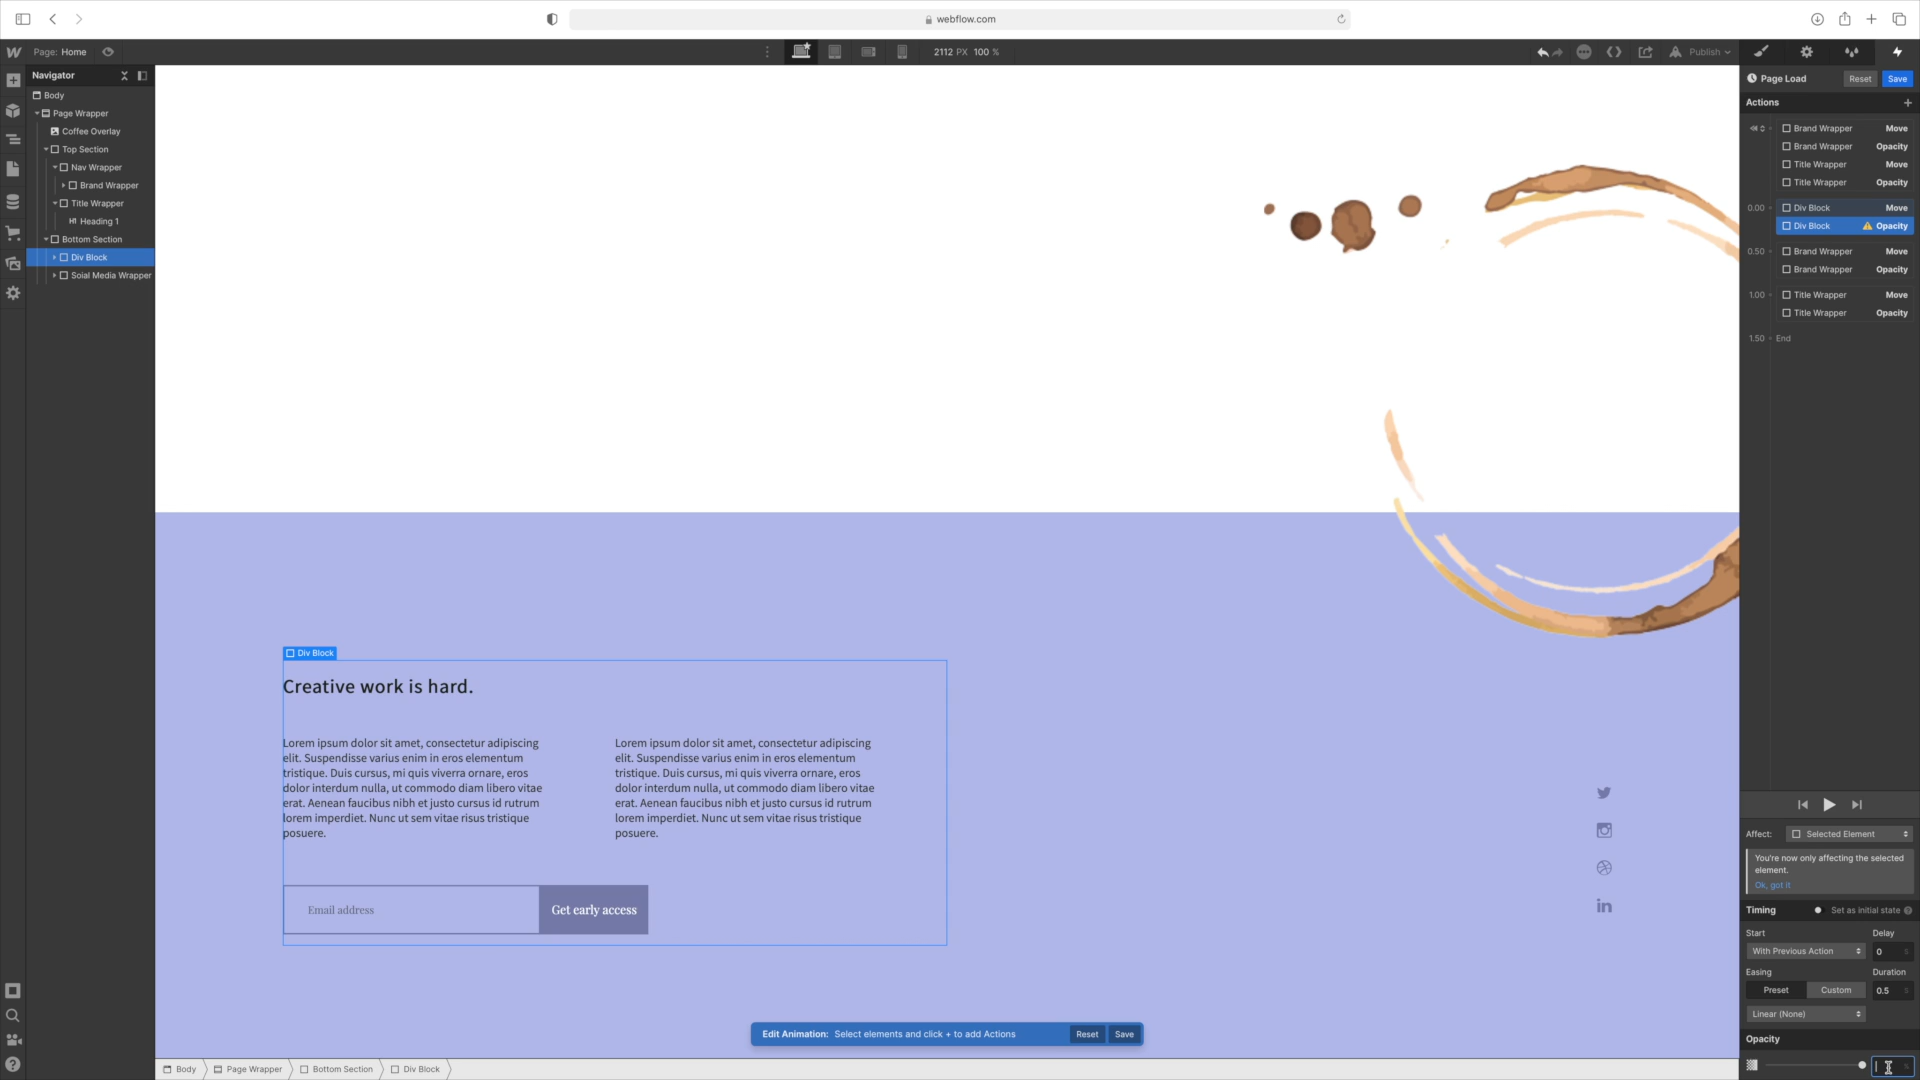 webflow.com
Page: Home
2112 PX 100 %
Publish
Navigator
Body
Page Wrapper
Coffee Overlay
Top Section
Nav Wrapper
Brand Wrapper
Title Wrapper
H1 Heading 1
Bottom Section
Div Block
Soial Media Wrapper
Div Block
Creative work is hard.
Lorem ipsum dolor sit amet, consectetur adipiscing
elit. Suspendisse varius enim in eros elementum
tristique. Duis cursus, mi quis viverra ornare, eros
dolor interdum nulla, ut commodo diam libero vitae
erat. Aenean faucibus nibh et justo cursus id rutrum
lorem imperdiet. Nunc ut sem vitae risus tristique
posuere.
Lorem ipsum dolor sit amet, consectetur adipiscing
elit. Suspendisse varius enim in eros elementum
tristique. Duis cursus, mi quis viverra ornare, eros
dolor interdum nulla, ut commodo diam libero vitae
erat. Aenean faucibus nibh et justo cursus id rutrum
lorem imperdiet. Nunc ut sem vitae risus tristique
posuere.
Email address
Get early access
Edit Animation: Select elements and click + to add Actions
Reset
Save
Body
Page Wrapper
Bottom Section
Div Block
Page Load
Reset
Save
Actions
Brand Wrapper Move
Brand Wrapper Opacity
Title Wrapper Move
Title Wrapper Opacity
0.00 Div Block Move
Div Block Opacity
0.50 Brand Wrapper Move
Brand Wrapper Opacity
1.00 Title Wrapper Move
Title Wrapper Opacity
1.50 End
Affect: Selected Element
You're now only affecting the selected
element.
Ok, got it
Timing Set as initial state
Start Delay
With Previous Action 0 S
Easing Duration
Preset Custom 0.5 S
Linear (None)
Opacity